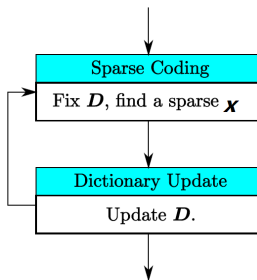 Sparse Coding
Fix D, find a sparse X
Dictionary Update
Update D.